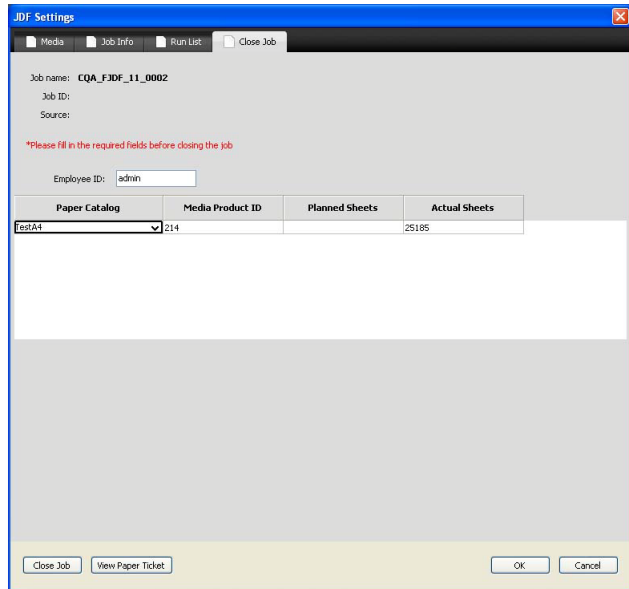 JDF Settings
Media Job Info Run List Close Job
Job name: CQA_FJDF_11_0002
Job ID:
Source:
*Please fill in the required fields before closing the job
Employee ID: admin
Paper Catalog Media Product ID Planned Sheets Actual Sheets
TestA4 214 25185
Close Job View Paper Ticket OK Cancel